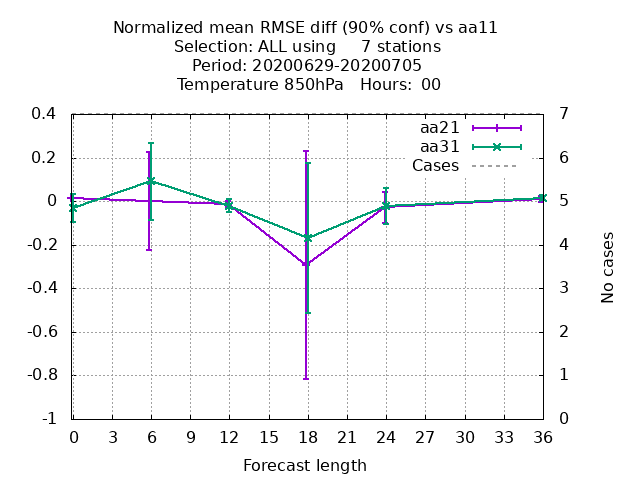 Normalized mean RMSE diff (90% conf) vs aa11
Selection: ALL using     7 stations
Period: 20200629-20200705
Temperature 850hPa   Hours:  00
aa21
aa31
Cases
0.4
0.2
0
-0.2
-0.4
-0.6
-0.8
-1
7
6
5
4
3
2
1
0
No cases
0 3 6 9 12 15 18 21 24 27 30 33 36
Forecast length